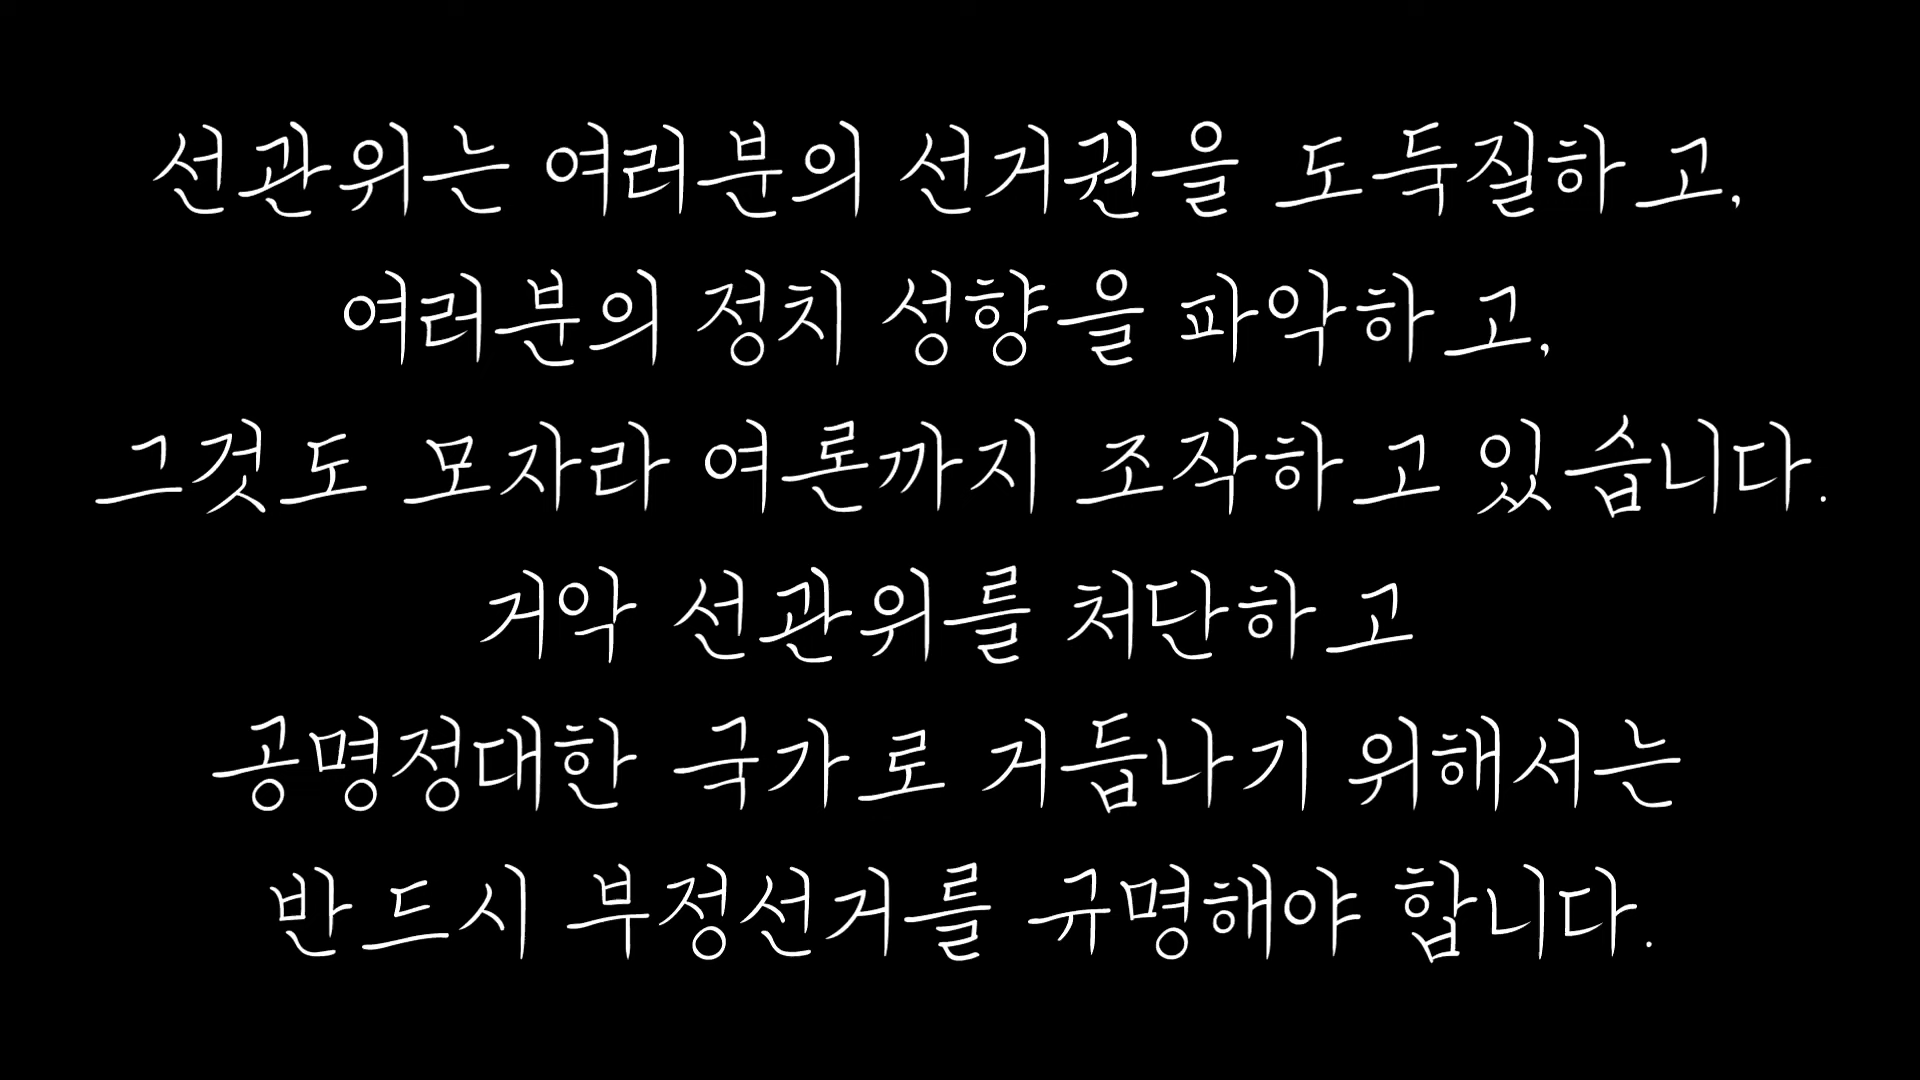 선관위는 여러분의 선거권을 도둑질하고,
여러분의 정치 성향을 파악하고,
그것도 모자라 여론까지 조작하고 있습니다.
거악 선관위를 처단하고
공명정대한 국가로 거듭나기 위해서는
반드시 부정선거를 규명해야 합니다.